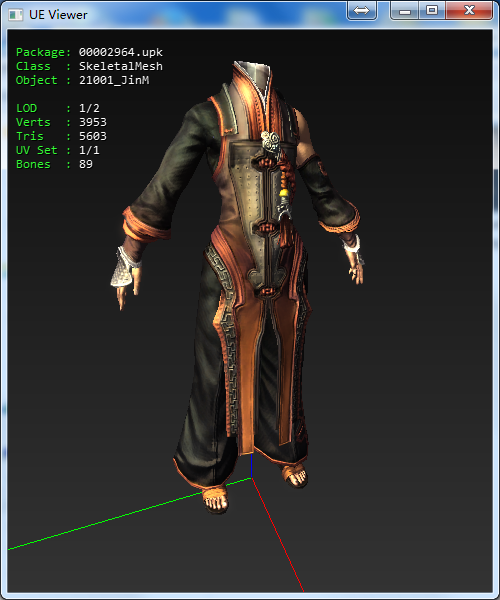 UE Viewer
Package: 00002964.upk
Class  : SkeletalMesh
Object : 21001_JinM
LOD    : 1/2
Verts  : 3953
Tris   : 5603
UV Set : 1/1
Bones  : 89